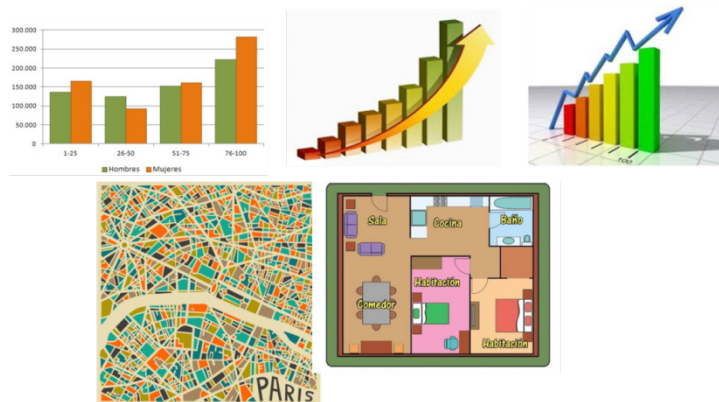 300.000
250.000
200.000
150.000
100.000
50.000
0
1-25 26-50 51-75 76-100
Hombres Mujeres
PARIS
Sala
Cocina
Baño
Habitación
Comedor
Habitación